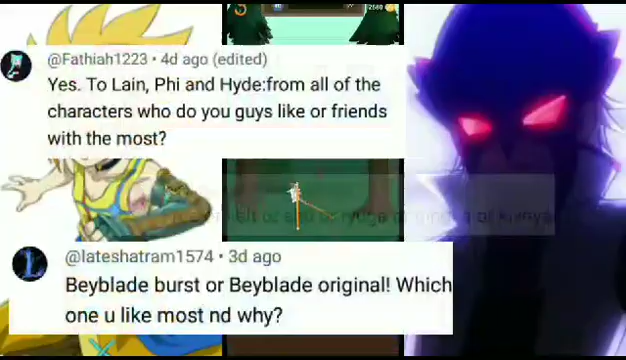 2560
@Fathiah1223 • 4d ago (edited)
Yes. To Lain, Phi and Hyde:from all of the
characters who do you guys like or friends
with the most?
@lateshatram1574 • 3d ago
Beyblade burst or Beyblade original! Which
one u like most nd why?